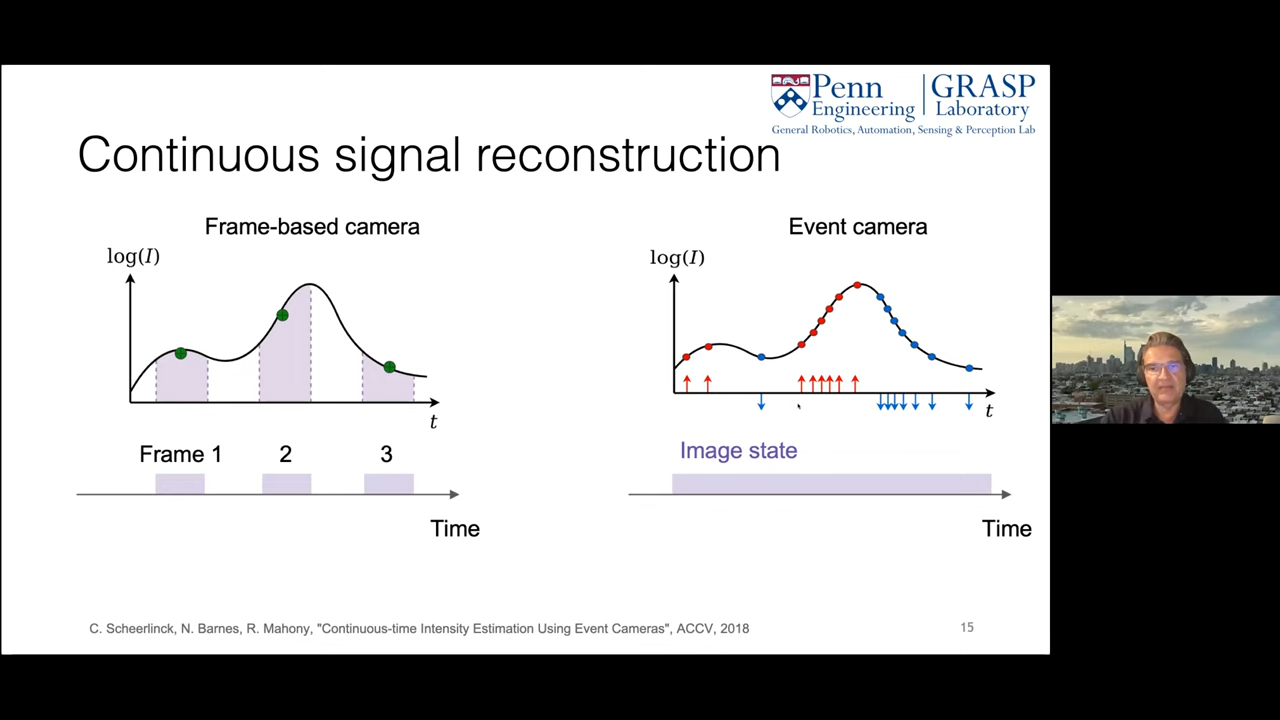 Penn Engineering
GRASP Laboratory
General Robotics, Automation, Sensing & Perception Lab
Continuous signal reconstruction
Frame-based camera
log(I)
t
Frame 1
2
3
Time
Event camera
log(I)
t
Image state
Time
C. Scheerlinck, N. Barnes, R. Mahony, "Continuous-time Intensity Estimation Using Event Cameras", ACCV, 2018
15